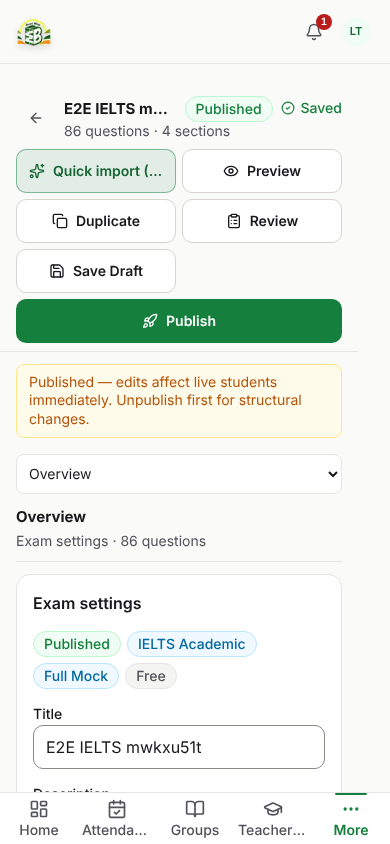 1
LT
E2E IELTS m...
Published
Saved
86 questions · 4 sections
Quick import (...
Preview
Duplicate
Review
Save Draft
Publish
Published — edits affect live students
immediately. Unpublish first for structural
changes.
Overview
Overview
Exam settings · 86 questions
Exam settings
Published
IELTS Academic
Full Mock
Free
Title
E2E IELTS mwkxu51t
Description
Home
Attenda...
Groups
Teacher...
More